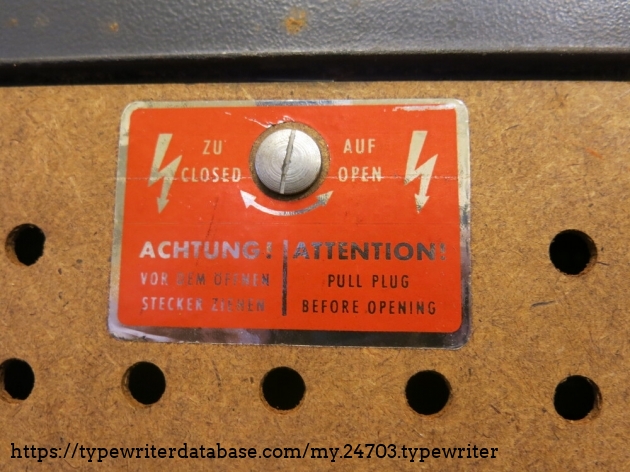 ZU AUF
CLOSED OPEN
ACHTUNG! ATTENTION!
VOR DEM ÖFFNEN PULL PLUG
STECKER ZIEHEN BEFORE OPENING
https://typewriterdatabase.com/my.24703.typewriter